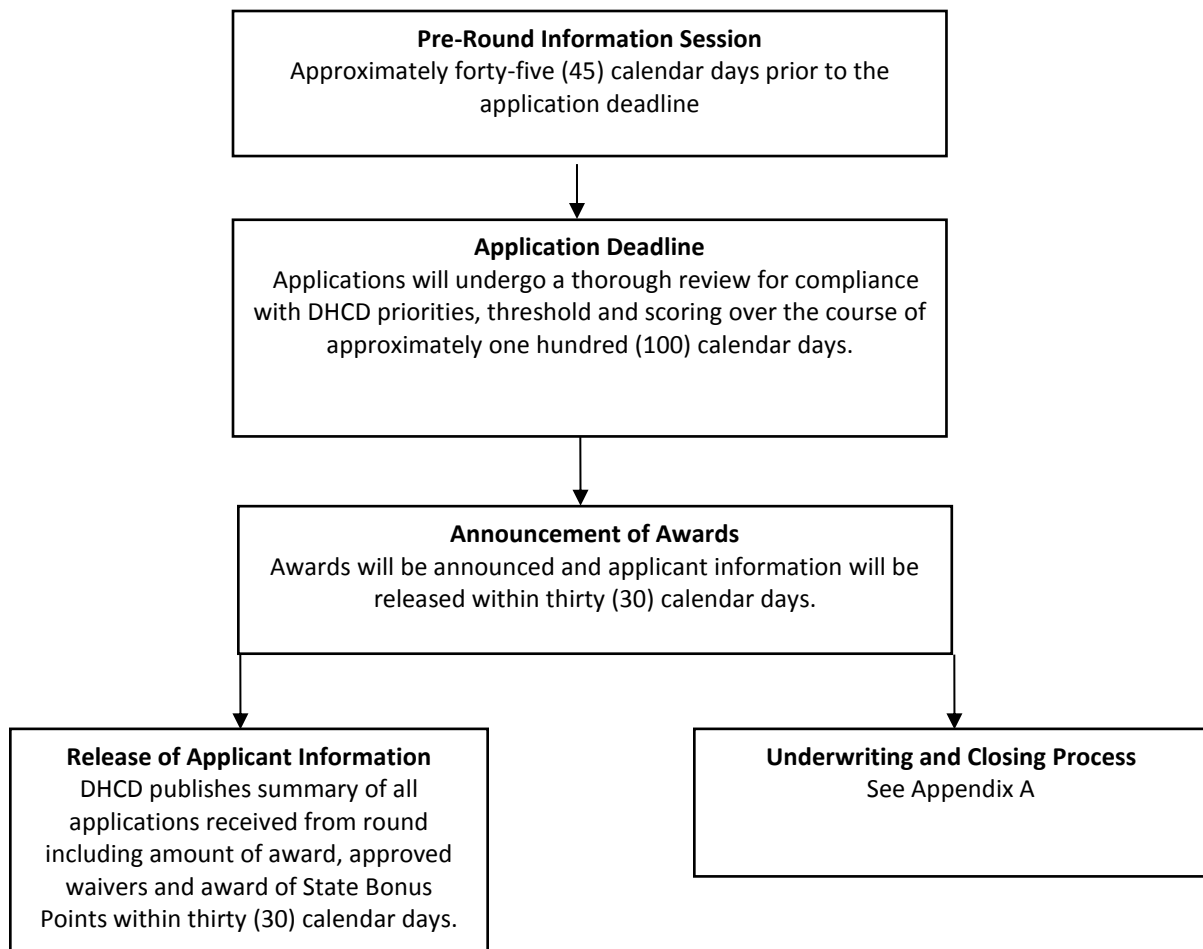 Pre-Round Information Session
Approximately forty-five (45) calendar days prior to the
application deadline
Application Deadline
Applications will undergo a thorough review for compliance
with DHCD priorities, threshold and scoring over the course of
approximately one hundred (100) calendar days.
Announcement of Awards
Awards will be announced and applicant information will be
released within thirty (30) calendar days.
Release of Applicant Information
DHCD publishes summary of all
applications received from round
including amount of award, approved
waivers and award of State Bonus
Points within thirty (30) calendar days.
Underwriting and Closing Process
See Appendix A